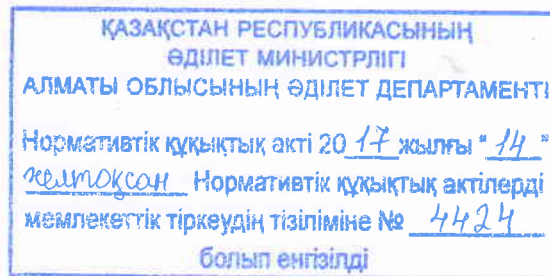 ҚАЗАҚСТАН РЕСПУБЛИКАСЫНЫҢ
ӘДІЛЕТ МИНИСТРЛІГІ
АЛМАТЫ ОБЛЫСЫНЫҢ ӘДІЛЕТ ДЕПАРТАМЕНТІ
Нормативтік құқықтық акті 20 17 жылғы "14"
желтоқсан Нормативтік құқықтық актілерді
мемлекеттік тіркеудің тізіліміне № 4424
болып енгізілді